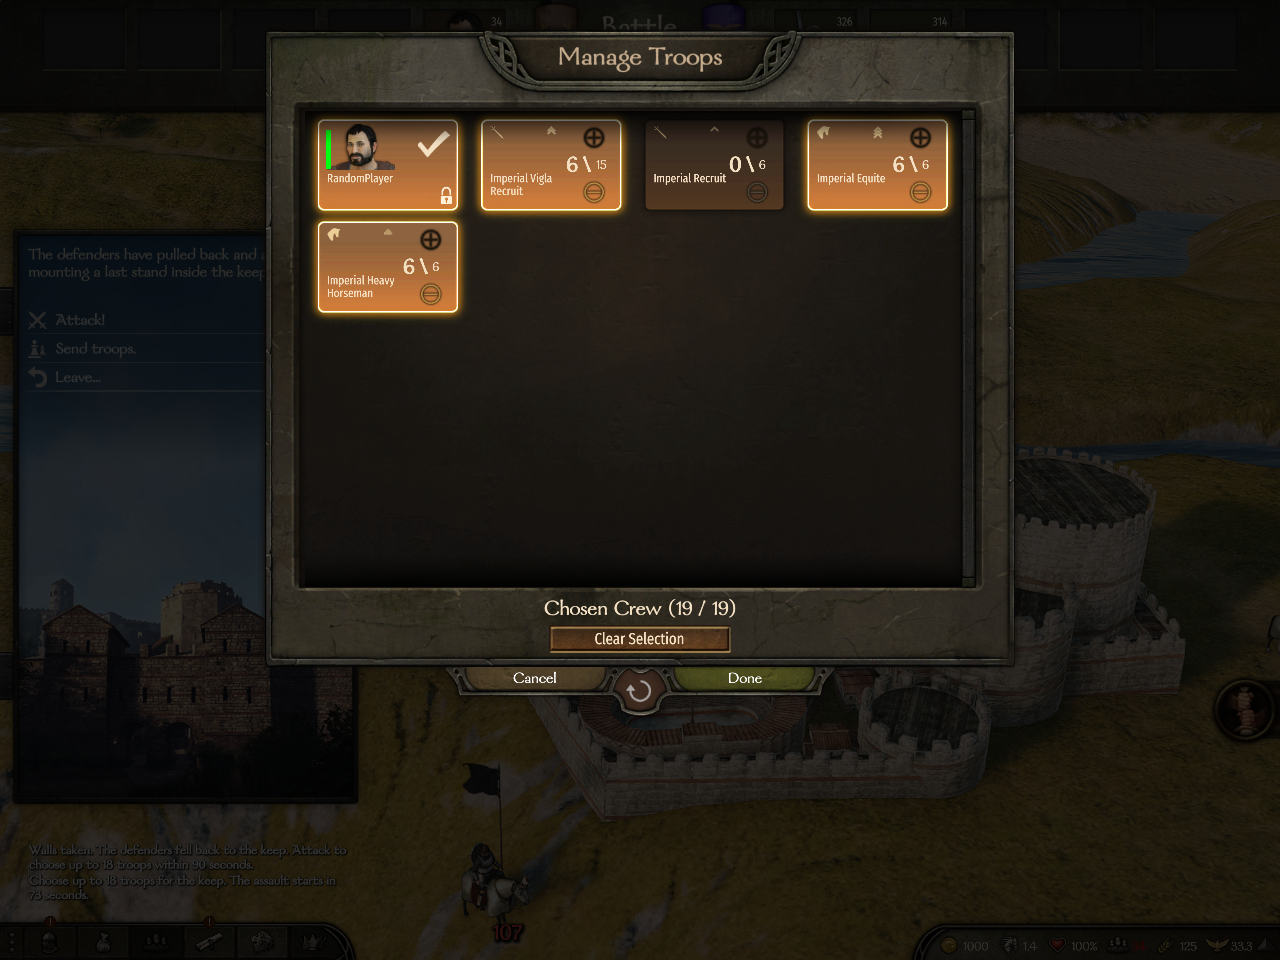 34
Battle
326
314
Manage Troops
RandomPlayer
6 \ 15
Imperial Vigla
Recruit
0 \ 6
Imperial Recruit
6 \ 6
Imperial Equite
6 \ 6
Imperial Heavy
Horseman
The defenders have pulled back and
mounting a last stand inside the keep
Attack!
Send troops.
Leave...
Chosen Crew (19 / 19)
Clear Selection
Cancel
Done
Walls taken. The defenders fell back to the keep. Attack to
choose up to 18 troops within 90 seconds.
Choose up to 18 troops for the keep. The assault starts in
73 seconds.
107
1000
1.4
100%
125
33.3